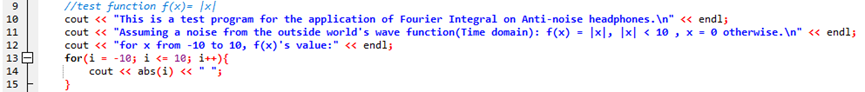 9 //test function f(x)= |x|
10 cout << "This is a test program for the application of Fourier Integral on Anti-noise headphones.\n" << endl;
11 cout << "Assuming a noise from the outside world's wave function(Time domain): f(x) = |x|, |x| < 10 , x = 0 otherwise.\n" << endl;
12 cout << "for x from -10 to 10, f(x)'s value:" << endl;
13 for(i = -10; i <= 10; i++){
14 cout << abs(i) << " ";
15 }